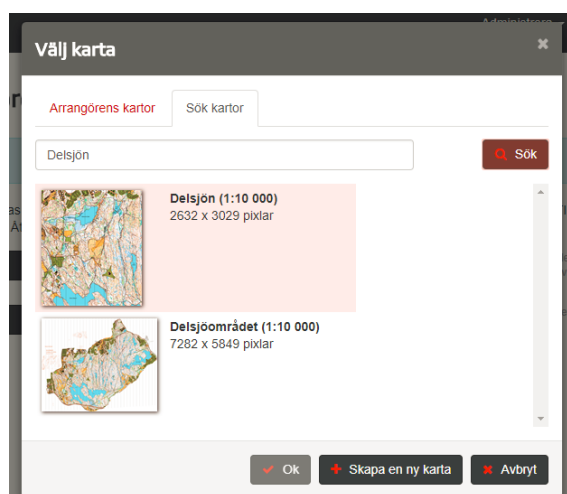 Välj karta
Arrangörens kartor
Sök kartor
Delsjön
Sök
Delsjön (1:10 000)
2632 x 3029 pixlar
Delsjöområdet (1:10 000)
7282 x 5849 pixlar
Ok
Skapa en ny karta
Avbryt